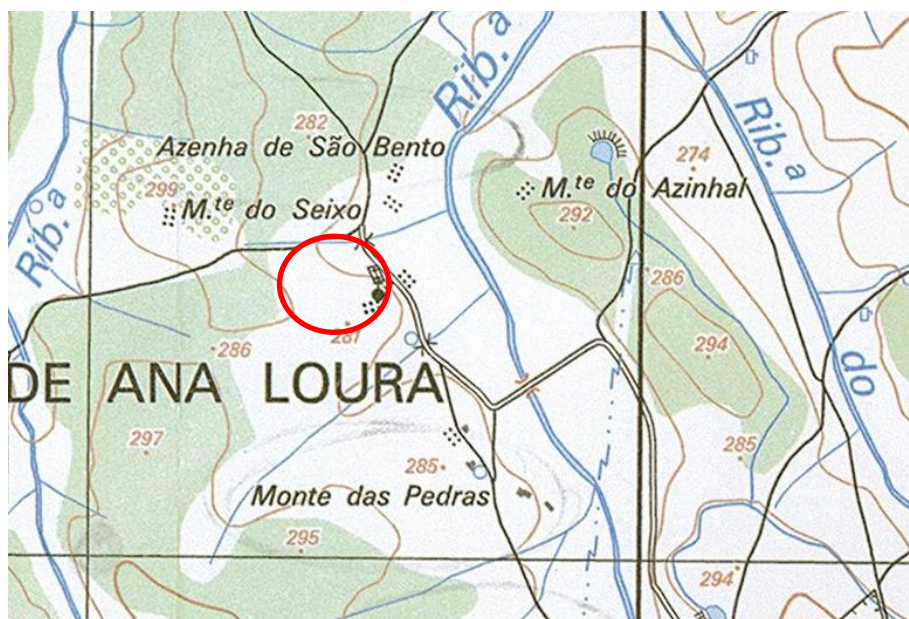 Rib.a
282
Azenha de São Bento
274
Rib.a
299
M.te do Seixo
M.te do Azinhal
292
Rib.a
286
287
294
286
DE ANA LOURA
do
297
285
285
Monte das Pedras
295
294